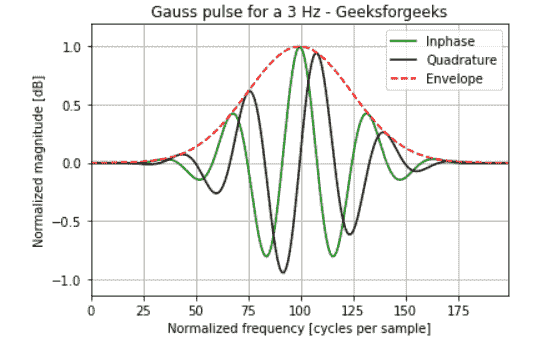 Gauss pulse for a 3 Hz - Geeksforgeeks
Inphase
Quadrature
Envelope
Normalized magnitude [dB]
1.0
0.5
0.0
−0.5
−1.0
0 25 50 75 100 125 150 175
Normalized frequency [cycles per sample]